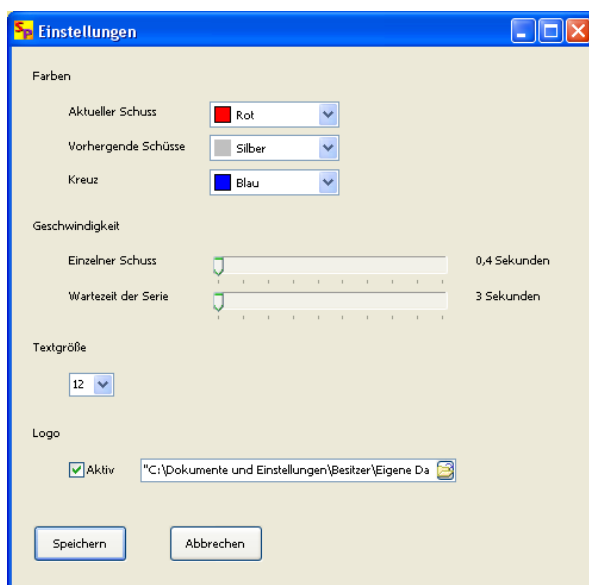 SP Einstellungen
Farben
Aktueller Schuss Rot
Vorhergende Schüsse Silber
Kreuz Blau
Geschwindigkeit
Einzelner Schuss 0,4 Sekunden
Wartezeit der Serie 3 Sekunden
Textgröße
12
Logo
Aktiv "C:\Dokumente und Einstellungen\Besitzer\Eigene Da
Speichern Abbrechen